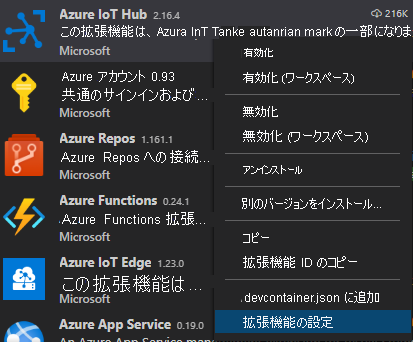 Azure IoT Hub 2.16.4 216K
この拡張機能は、Azura InT Tanke autanrian markの一部になりま
Microsoft
Azure アカウント 0.93
共通のサインインおよび...
Microsoft
Azure Repos 1.161.1
Azure Repos への接続...
Microsoft
Azure Functions 0.24.1
Azure Functions 拡張...
Microsoft
Azure IoT Edge 1.23.0
この拡張機能は...
Microsoft
Azure App Service 0.19.0
有効化
有効化 (ワークスペース)
無効化
無効化 (ワークスペース)
アンインストール
別のバージョンをインストール...
コピー
拡張機能 ID のコピー
.devcontainer.json に追加
拡張機能の設定